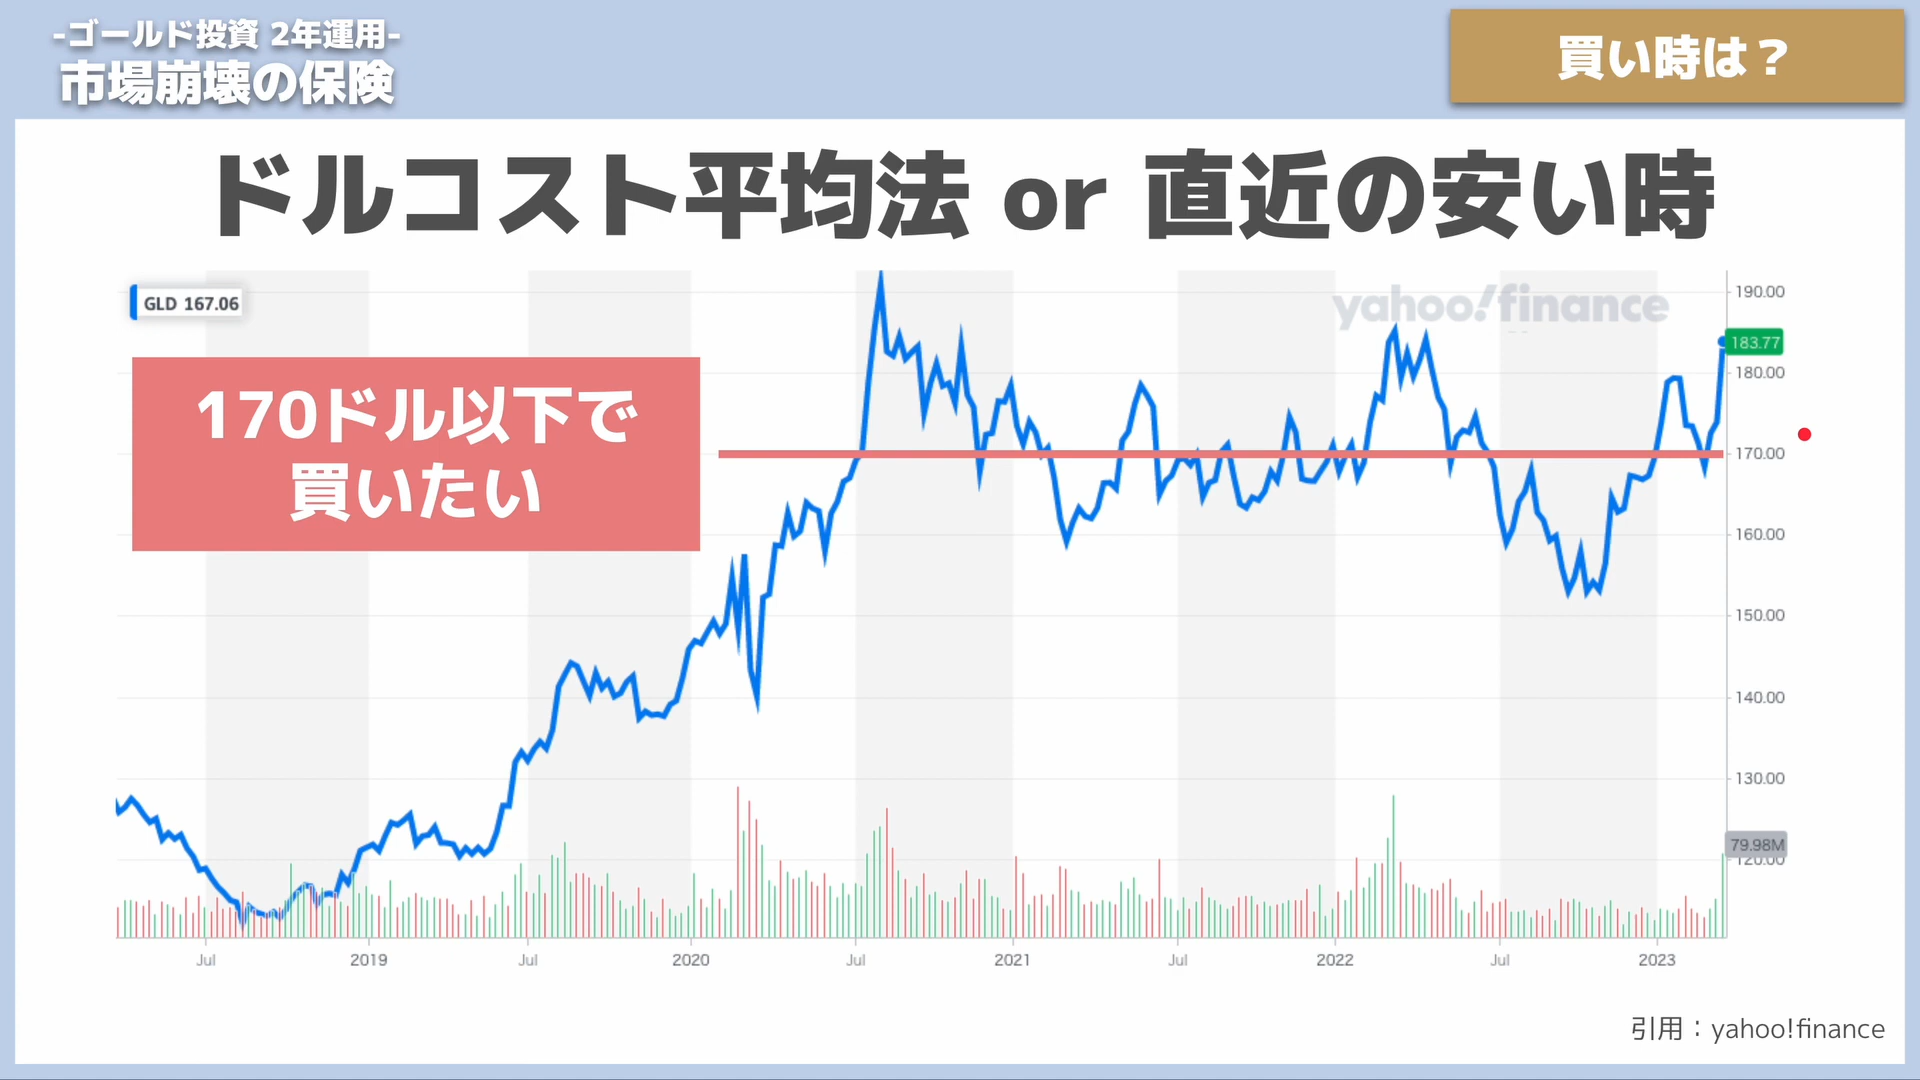 -ゴールド投資 2年運用-
市場崩壊の保険
買い時は？
ドルコスト平均法 or 直近の安い時
GLD 167.06
yahoo!finance
190.00
183.77
180.00
170ドル以下で
買いたい
170.00
160.00
150.00
140.00
130.00
79.98M
120.00
Jul
2019
Jul
2020
Jul
2021
Jul
2022
Jul
2023
引用：yahoo!finance